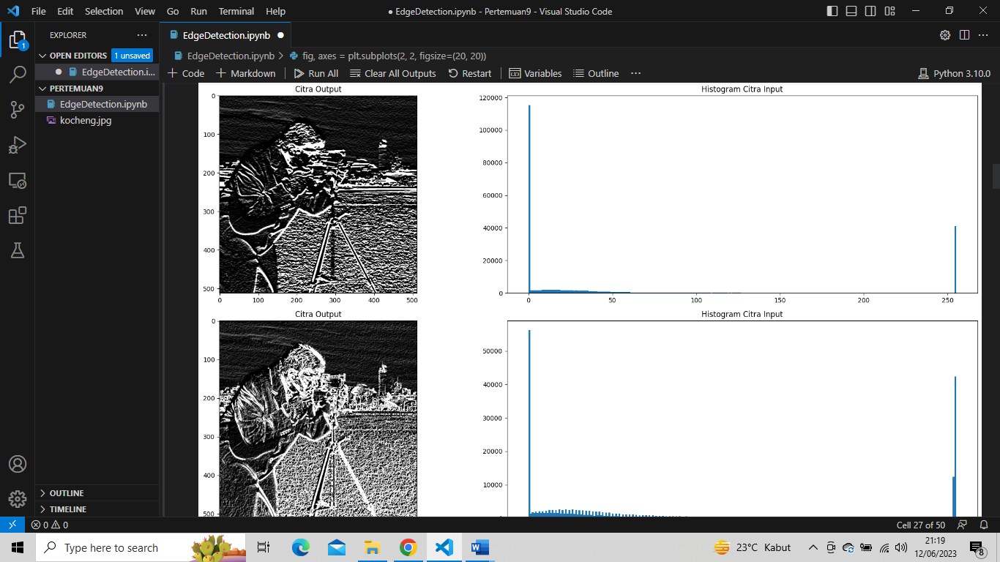 File Edit Selection View Go Run Terminal Help
● EdgeDetection.ipynb - Pertemuan9 - Visual Studio Code
EXPLORER
EdgeDetection.ipynb
OPEN EDITORS 1 unsaved
EdgeDetection.ipynb > fig, axes = plt.subplots(2, 2, figsize=(20, 20))
EdgeDetection.i...
Code Markdown Run All Clear All Outputs Restart Variables Outline Python 3.10.0
PERTEMUAN9
EdgeDetection.ipynb
kocheng.jpg
1
Citra Output
0
100
200
300
400
500
0 100 200 300 400 500
Histogram Citra Input
120000
100000
80000
60000
40000
20000
0
0 50 100 150 200 250
Citra Output
0
100
200
300
400
500
Histogram Citra Input
50000
40000
30000
20000
10000
OUTLINE
TIMELINE
0 0
Cell 27 of 50
Type here to search
23°C Kabut
21:19
12/06/2023
8